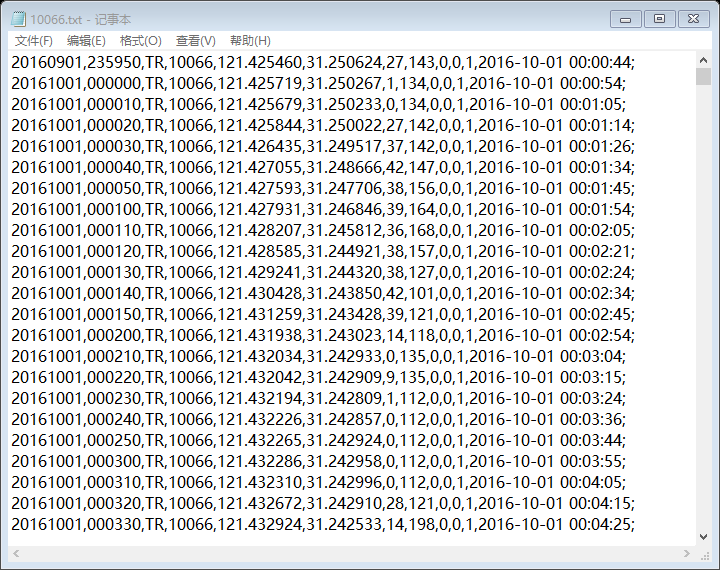 10066.txt - 记事本
文件(F) 编辑(E) 格式(O) 查看(V) 帮助(H)
20160901,235950,TR,10066,121.425460,31.250624,27,143,0,0,1,2016-10-01 00:00:44;
20161001,000000,TR,10066,121.425719,31.250267,1,134,0,0,1,2016-10-01 00:00:54;
20161001,000010,TR,10066,121.425679,31.250233,0,134,0,0,1,2016-10-01 00:01:05;
20161001,000020,TR,10066,121.425844,31.250022,27,142,0,0,1,2016-10-01 00:01:14;
20161001,000030,TR,10066,121.426435,31.249517,37,142,0,0,1,2016-10-01 00:01:26;
20161001,000040,TR,10066,121.427055,31.248666,42,147,0,0,1,2016-10-01 00:01:34;
20161001,000050,TR,10066,121.427593,31.247706,38,156,0,0,1,2016-10-01 00:01:45;
20161001,000100,TR,10066,121.427931,31.246846,39,164,0,0,1,2016-10-01 00:01:54;
20161001,000110,TR,10066,121.428207,31.245812,36,168,0,0,1,2016-10-01 00:02:05;
20161001,000120,TR,10066,121.428585,31.244921,38,157,0,0,1,2016-10-01 00:02:21;
20161001,000130,TR,10066,121.429241,31.244320,38,127,0,0,1,2016-10-01 00:02:24;
20161001,000140,TR,10066,121.430428,31.243850,42,101,0,0,1,2016-10-01 00:02:34;
20161001,000150,TR,10066,121.431259,31.243428,39,121,0,0,1,2016-10-01 00:02:45;
20161001,000200,TR,10066,121.431938,31.243023,14,118,0,0,1,2016-10-01 00:02:54;
20161001,000210,TR,10066,121.432034,31.242933,0,135,0,0,1,2016-10-01 00:03:04;
20161001,000220,TR,10066,121.432042,31.242909,9,135,0,0,1,2016-10-01 00:03:15;
20161001,000230,TR,10066,121.432194,31.242809,1,112,0,0,1,2016-10-01 00:03:24;
20161001,000240,TR,10066,121.432226,31.242857,0,112,0,0,1,2016-10-01 00:03:36;
20161001,000250,TR,10066,121.432265,31.242924,0,112,0,0,1,2016-10-01 00:03:44;
20161001,000300,TR,10066,121.432286,31.242958,0,112,0,0,1,2016-10-01 00:03:55;
20161001,000310,TR,10066,121.432310,31.242996,0,112,0,0,1,2016-10-01 00:04:05;
20161001,000320,TR,10066,121.432672,31.242910,28,121,0,0,1,2016-10-01 00:04:15;
20161001,000330,TR,10066,121.432924,31.242533,14,198,0,0,1,2016-10-01 00:04:25;